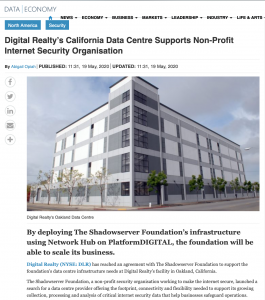 DATA | ECONOMY
NEWS ECONOMY BUSINESS MARKETS LEADERSHIP INDUSTRY LIFE & ARTS
North America Security
Digital Realty's California Data Centre Supports Non-Profit
Internet Security Organisation
By Abigail Opiah | PUBLISHED: 11:31, 19 May, 2020 | UPDATED: 11:31, 19 May, 2020
Digital Realty's Oakland Data Centre
By deploying The Shadowserver Foundation's infrastructure
using Network Hub on PlatformDIGITAL, the foundation will be
able to scale its business.
Digital Realty (NYSE: DLR) has reached an agreement with The Shadowserver Foundation to support the
foundation's data centre infrastructure needs at Digital Realty's facility in Oakland, California.
The Shadowserver Foundation, a non-profit security organisation working to make the internet secure, launched a
search for a data centre provider offering the footprint, connectivity and flexibility needed to support its growing
collection, processing and analysis of critical internet security data that help businesses safeguard operations.